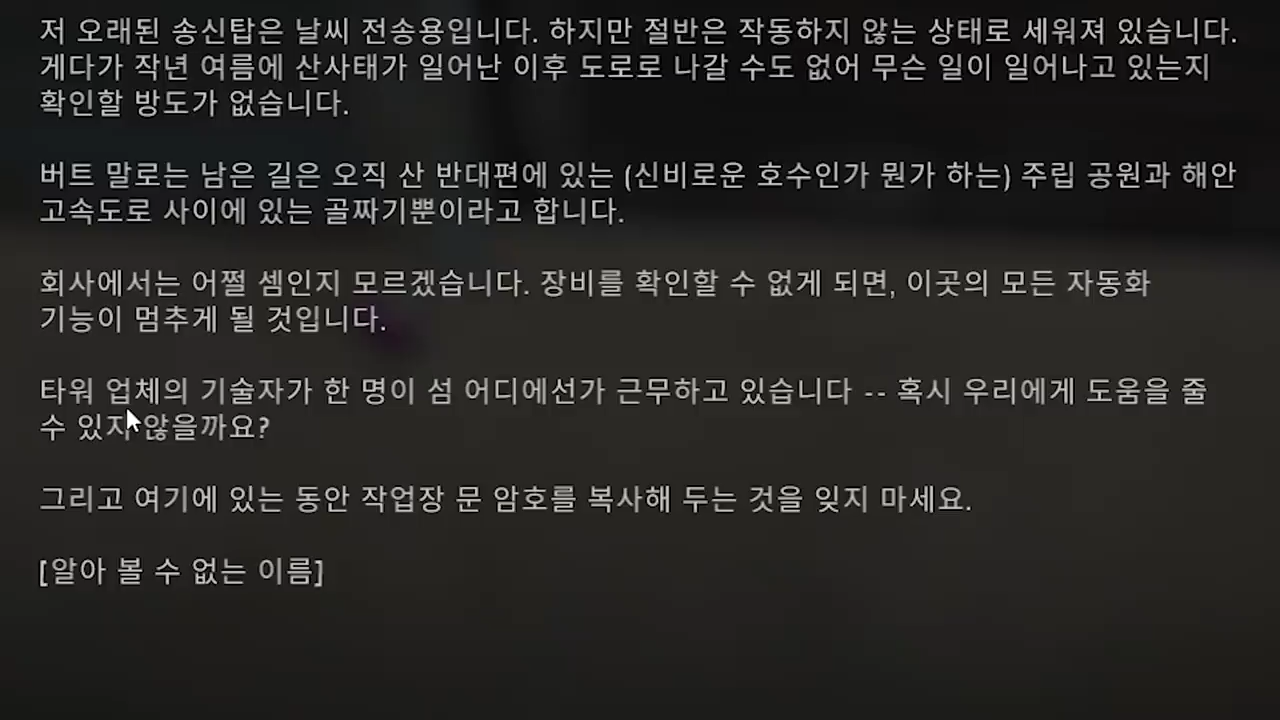 저 오래된 송신탑은 날씨 전송용입니다. 하지만 절반은 작동하지 않는 상태로 세워져 있습니다.
게다가 작년 여름에 산사태가 일어난 이후 도로로 나갈 수도 없어 무슨 일이 일어나고 있는지
확인할 방도가 없습니다.
버트 말로는 남은 길은 오직 산 반대편에 있는 (신비로운 호수인가 뭔가 하는) 주립 공원과 해안
고속도로 사이에 있는 골짜기뿐이라고 합니다.
회사에서는 어쩔 셈인지 모르겠습니다. 장비를 확인할 수 없게 되면, 이곳의 모든 자동화
기능이 멈추게 될 것입니다.
타워 업체의 기술자가 한 명이 섬 어디에선가 근무하고 있습니다 -- 혹시 우리에게 도움을 줄
수 있지 않을까요?
그리고 여기에 있는 동안 작업장 문 암호를 복사해 두는 것을 잊지 마세요.
[알아 볼 수 없는 이름]